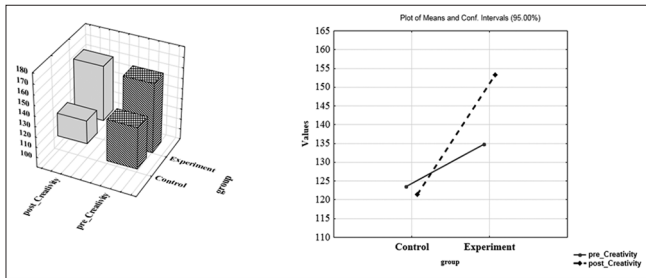 180
170
160
150
140
130
120
110
100
post_Creativity
pre_Creativity
Control
Experiment
group
Plot of Means and Conf. Intervals (95.00%)
Values
165
160
155
150
145
140
135
130
125
120
115
110
Control Experiment
group
pre_Creativity
post_Creativity